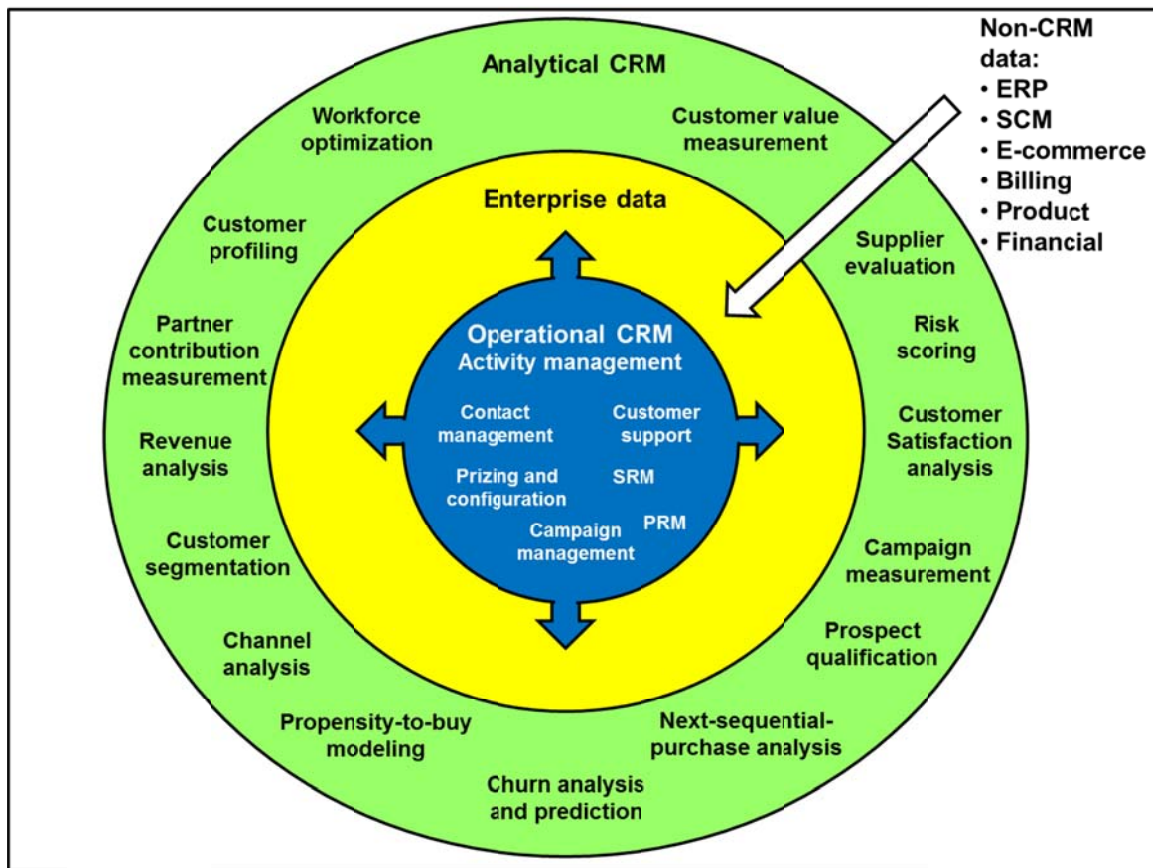 Non-CRM
data:
• ERP
• SCM
• E-commerce
• Billing
• Product
• Financial
Analytical CRM
Workforce
optimization
Customer value
measurement
Customer
profiling
Enterprise data
Supplier
evaluation
Partner
contribution
measurement
Operational CRM
Activity management
Risk
scoring
Contact
management
Customer
support
Revenue
analysis
Customer
Satisfaction
analysis
Prizing and
configuration
SRM
Campaign
management
PRM
Customer
segmentation
Campaign
measurement
Channel
analysis
Prospect
qualification
Propensity-to-buy
modeling
Next-sequential-
purchase analysis
Churn analysis
and prediction